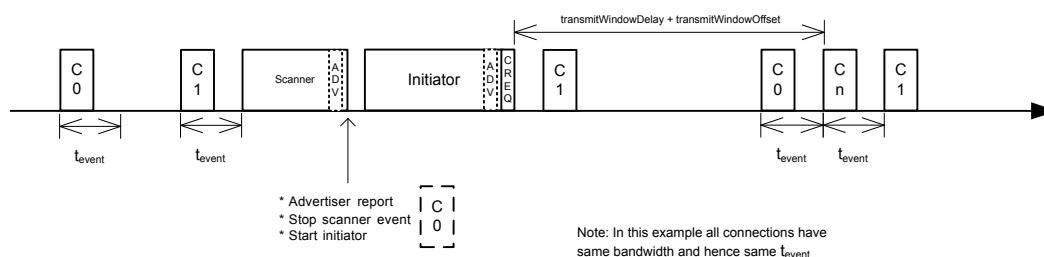 transmitWindowDelay + transmitWindowOffset
C
0
C
1
Scanner
A
D
V
Initiator
A
D
V
C
R
E
Q
C
1
C
0
C
n
C
1
tevent
tevent
tevent
tevent
* Advertiser report
* Stop scanner event
* Start initiator
C
0
Note: In this example all connections have
same bandwidth and hence same tevent